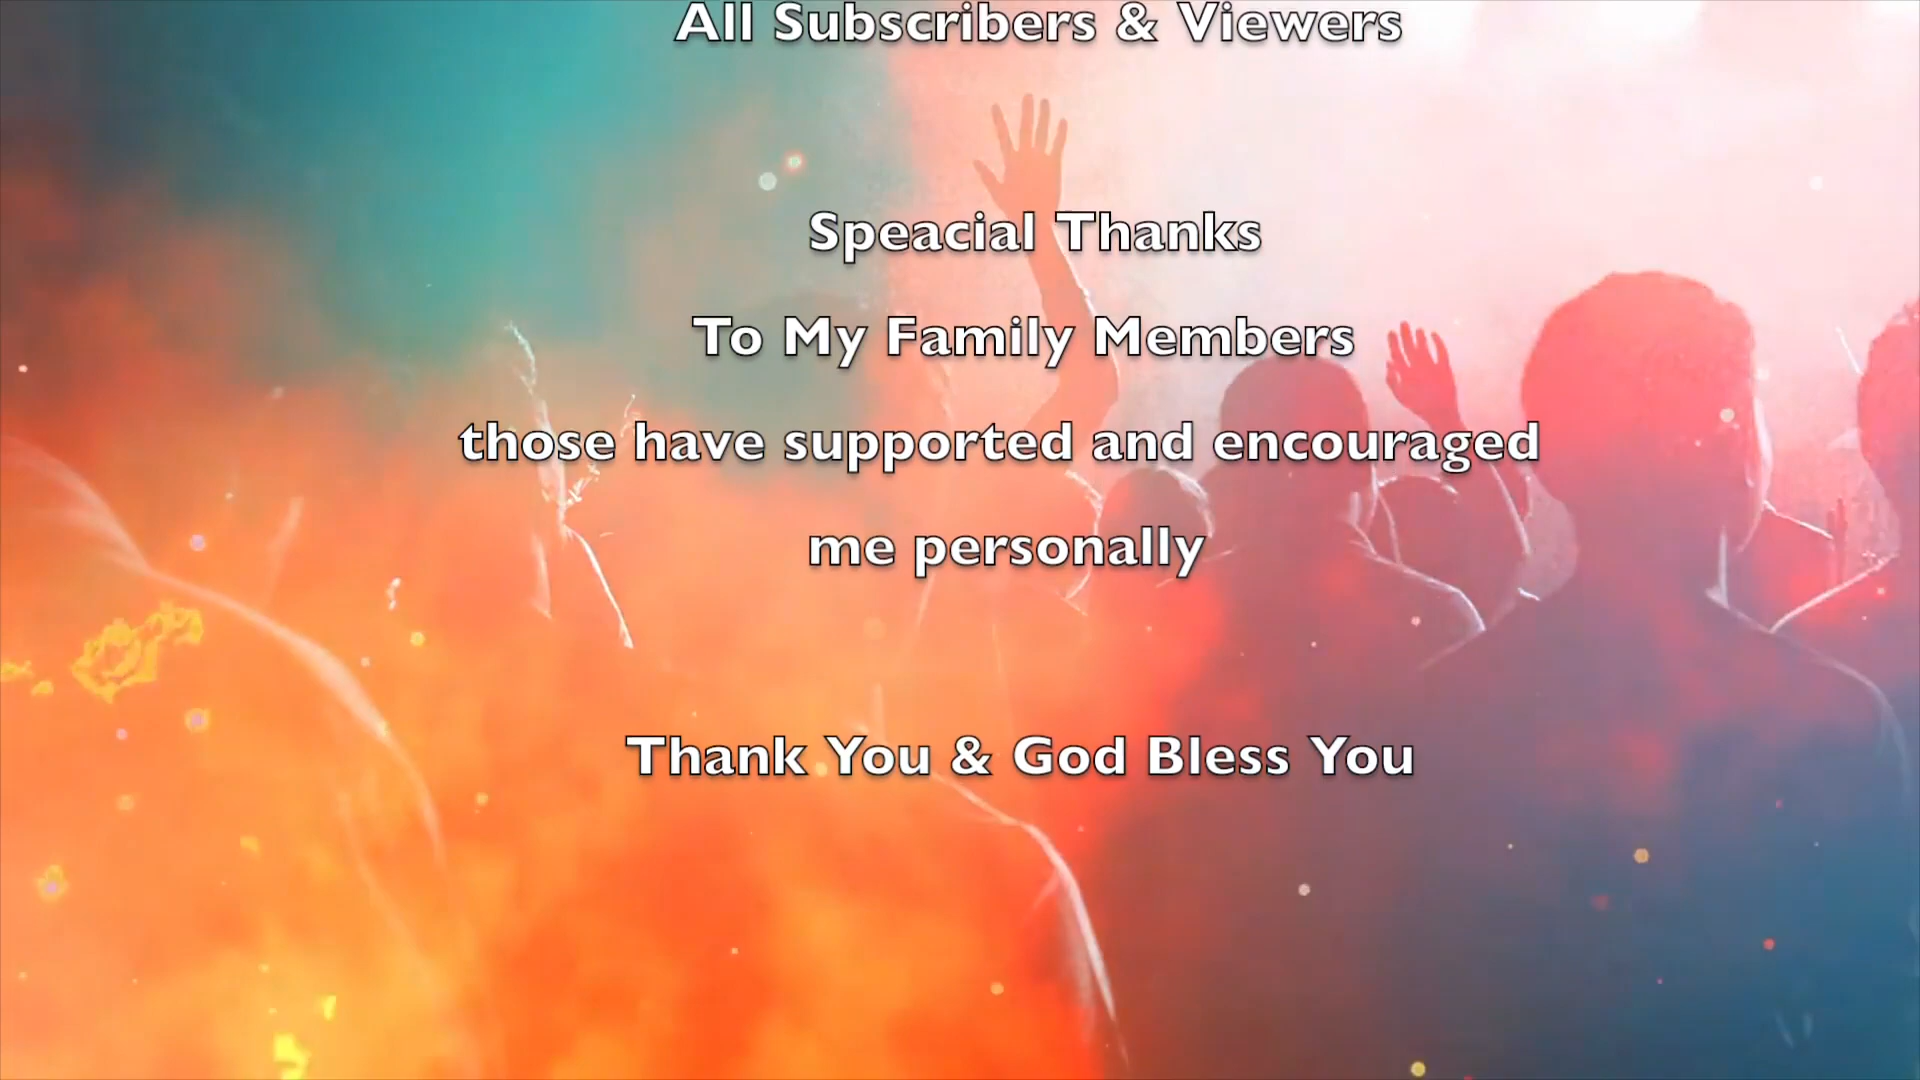 All Subscribers & Viewers
Speacial Thanks
To My Family Members
those have supported and encouraged
me personally
Thank You & God Bless You